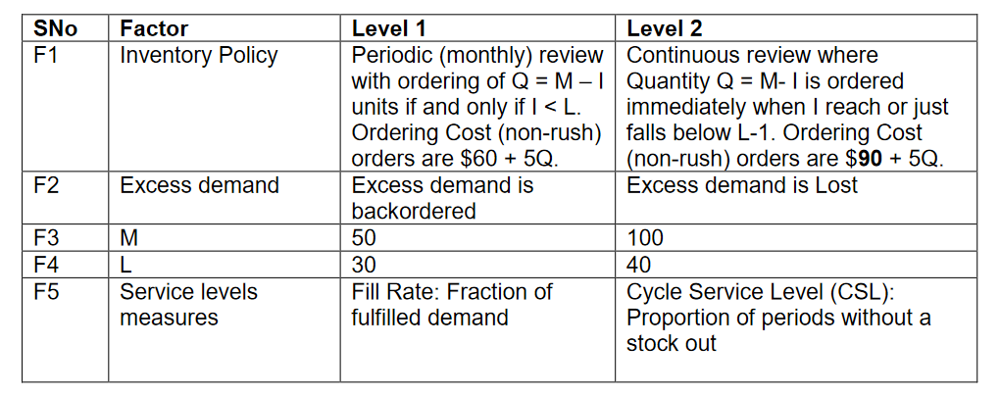 SNo Factor Level 1 Level 2
F1 Inventory Policy Periodic (monthly) review Continuous review where
with ordering of Q = M – I Quantity Q = M- I is ordered
units if and only if I < L. immediately when I reach or just
Ordering Cost (non-rush) falls below L-1. Ordering Cost
orders are $60 + 5Q. (non-rush) orders are $90 + 5Q.
F2 Excess demand Excess demand is Excess demand is Lost
backordered
F3 M 50 100
F4 L 30 40
F5 Service levels Fill Rate: Fraction of Cycle Service Level (CSL):
measures fulfilled demand Proportion of periods without a
stock out